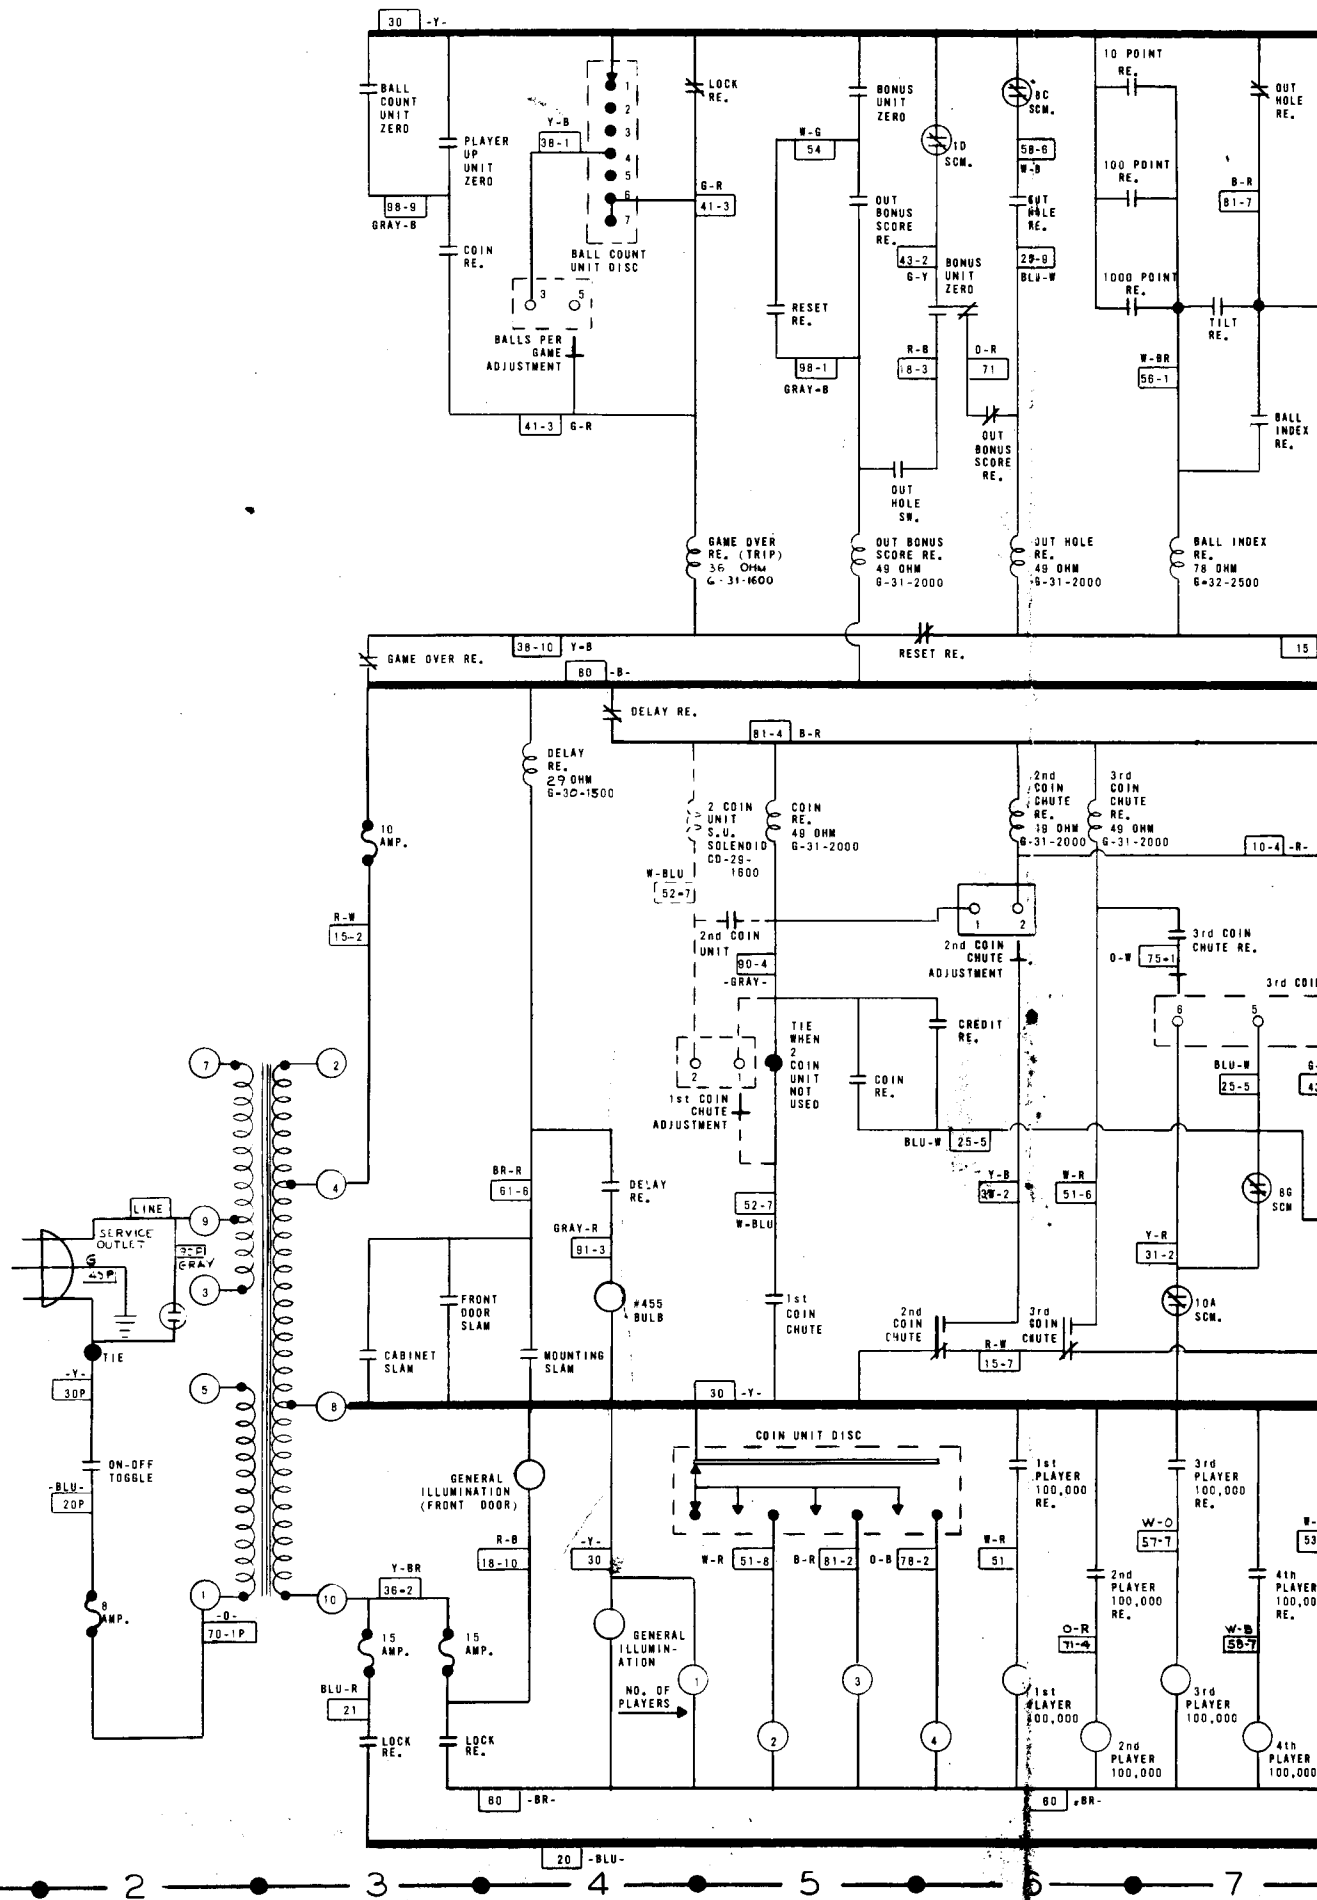 30 -Y-
BALL
COUNT
UNIT
ZERO
PLAYER
UP
UNIT
ZERO
98-9
GRAY-B
COIN
RE.
Y-B
38-1
1
2
3
4
5
6
7
BALL COUNT
UNIT DISC
3 5
BALLS PER
GAME
ADJUSTMENT
41-3 G-R
LOCK
RE.
G-R
41-3
W-G
54
RESET
RE.
98-1
GRAY-B
BONUS
UNIT
ZERO
OUT
BONUS
SCORE
RE.
1D
SCM.
43-2
G-Y
BONUS
UNIT
ZERO
R-B
18-3
O-R
71
OUT
BONUS
SCORE
RE.
OUT
HOLE
SW.
8C
SCM.
58-6
W-B
OUT
HOLE
RE.
25-9
BLU-W
10 POINT
RE.
100 POINT
RE.
1000 POINT
RE.
TILT
RE.
W-BR
56-1
OUT
HOLE
RE.
B-R
81-7
BALL
INDEX
RE.
GAME OVER
RE. (TRIP)
36 OHM
G-31-1600
OUT BONUS
SCORE RE.
49 OHM
G-31-2000
OUT HOLE
RE.
49 OHM
G-31-2000
BALL INDEX
RE.
78 OHM
G-32-2500
GAME OVER RE.
38-10 Y-B
RESET RE.
15
80 -B-
DELAY RE.
81-4 B-R
DELAY
RE.
29 OHM
G-30-1500
10
AMP.
R-W
15-2
2 COIN
UNIT
S.U.
SOLENOID
CD-29-
1600
W-BLU
52-7
COIN
RE.
49 OHM
G-31-2000
2nd
COIN
CHUTE
RE.
49 OHM
G-31-2000
3rd
COIN
CHUTE
RE.
49 OHM
G-31-2000
10-4 -R-
2nd COIN
UNIT
90-4
-GRAY-
1 2
2nd COIN
CHUTE
ADJUSTMENT
3rd COIN
CHUTE RE.
O-W 75-1
3rd COIN
6 5
TIE
WHEN
2
COIN
UNIT
NOT
USED
2 1
1st COIN
CHUTE
ADJUSTMENT
CREDIT
RE.
COIN
RE.
BLU-W 25-5
BLU-W
25-5
7
2
4
9
3
5
8
1
10
LINE
SERVICE
OUTLET
G
45P
GRAY
TIE
-Y-
30P
ON-OFF
TOGGLE
-BLU-
20P
8
AMP.
-O-
70-1P
BR-R
61-6
DELAY
RE.
GRAY-R
91-3
#455
BULB
FRONT
DOOR
SLAM
CABINET
SLAM
MOUNTING
SLAM
52-7
W-BLU
1st
COIN
CHUTE
Y-B
W-R
51-6
2nd
COIN
CHUTE
R-W
15-7
3rd
COIN
CHUTE
8G
SCM
Y-R
31-2
10A
SCM.
30 -Y-
COIN UNIT DISC
GENERAL
ILLUMINATION
(FRONT DOOR)
R-B
18-10
-Y-
30
W-R 51-8
B-R 81-2
O-B 78-2
1st
PLAYER
100,000
RE.
W-R
51
2nd
PLAYER
100,000
RE.
O-R
71-4
3rd
PLAYER
100,000
RE.
W-O
57-7
4th
PLAYER
100,00
RE.
W-B
58-7
W-
53
Y-BR
36-2
15
AMP.
15
AMP.
BLU-R
21
LOCK
RE.
LOCK
RE.
GENERAL
ILLUMIN-
ATION
NO. OF
PLAYERS
1
2
3
4
1st
PLAYER
100,000
2nd
PLAYER
100,000
3rd
PLAYER
100,000
4th
PLAYER
100,000
60 -BR-
60 -BR-
20 -BLU-
2 3 4 5 6 7